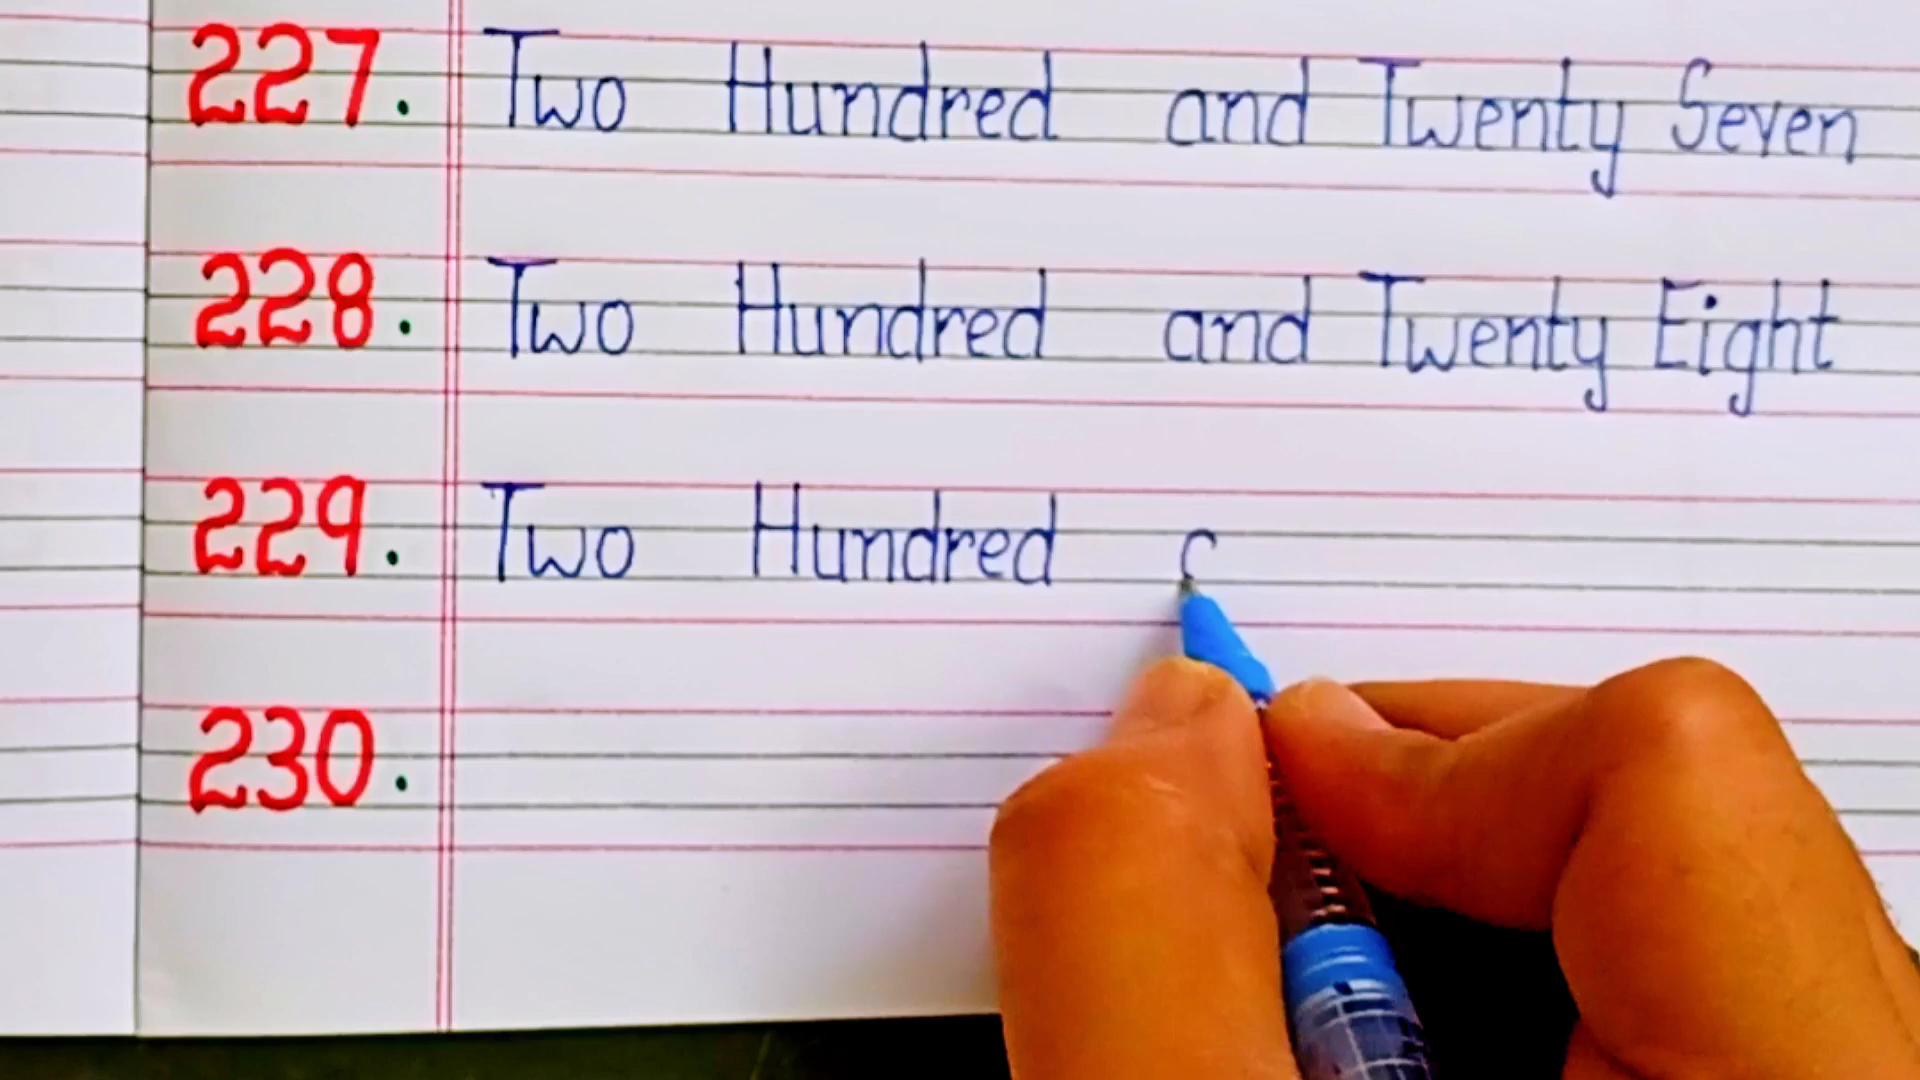 227. Two Hundred and Twenty Seven
228. Two Hundred and Twenty Eight
229. Two Hundred
230.